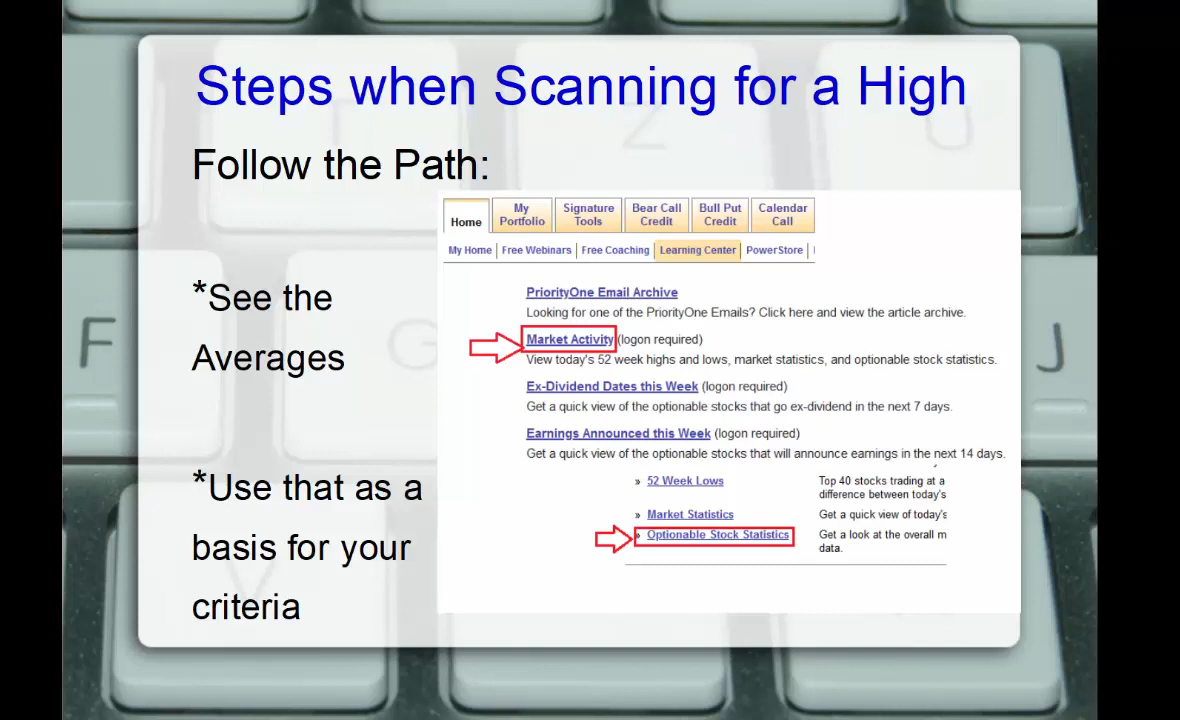 Steps when Scanning for a High
Follow the Path:
*See the
Averages
*Use that as a
basis for your
criteria
Home
My Portfolio
Signature Tools
Bear Call Credit
Bull Put Credit
Calendar Call
My Home | Free Webinars | Free Coaching | Learning Center | PowerStore |
PriorityOne Email Archive
Looking for one of the PriorityOne Emails? Click here and view the article archive.
Market Activity (logon required)
View today's 52 week highs and lows, market statistics, and optionable stock statistics.
Ex-Dividend Dates this Week (logon required)
Get a quick view of the optionable stocks that go ex-dividend in the next 7 days.
Earnings Announced this Week (logon required)
Get a quick view of the optionable stocks that will announce earnings in the next 14 days.
» 52 Week Lows
Top 40 stocks trading at a
difference between today's
» Market Statistics
Get a quick view of today's
» Optionable Stock Statistics
Get a look at the overall m
data.
F
G
Z
U
J
V